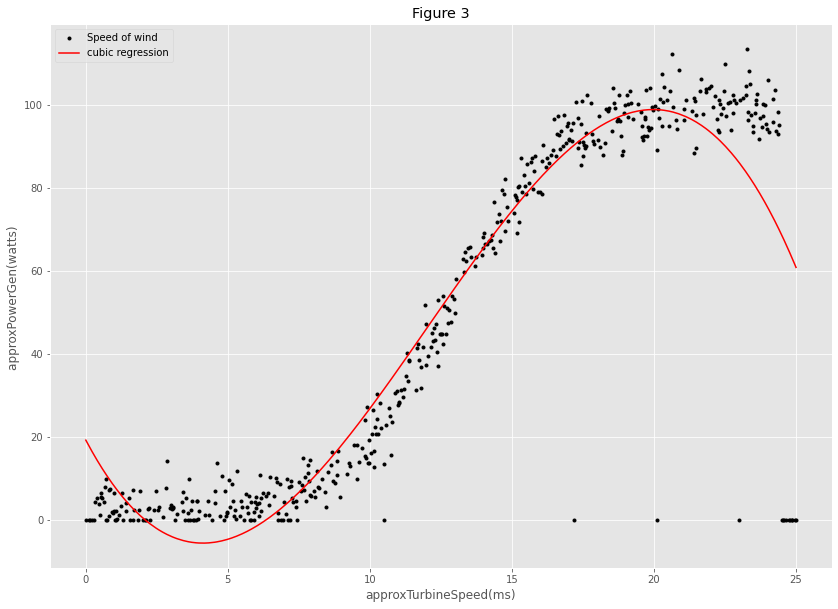 Figure 3
Speed of wind
cubic regression
approxPowerGen(watts)
100
80
60
40
20
0
0 5 10 15 20 25
approxTurbineSpeed(ms)